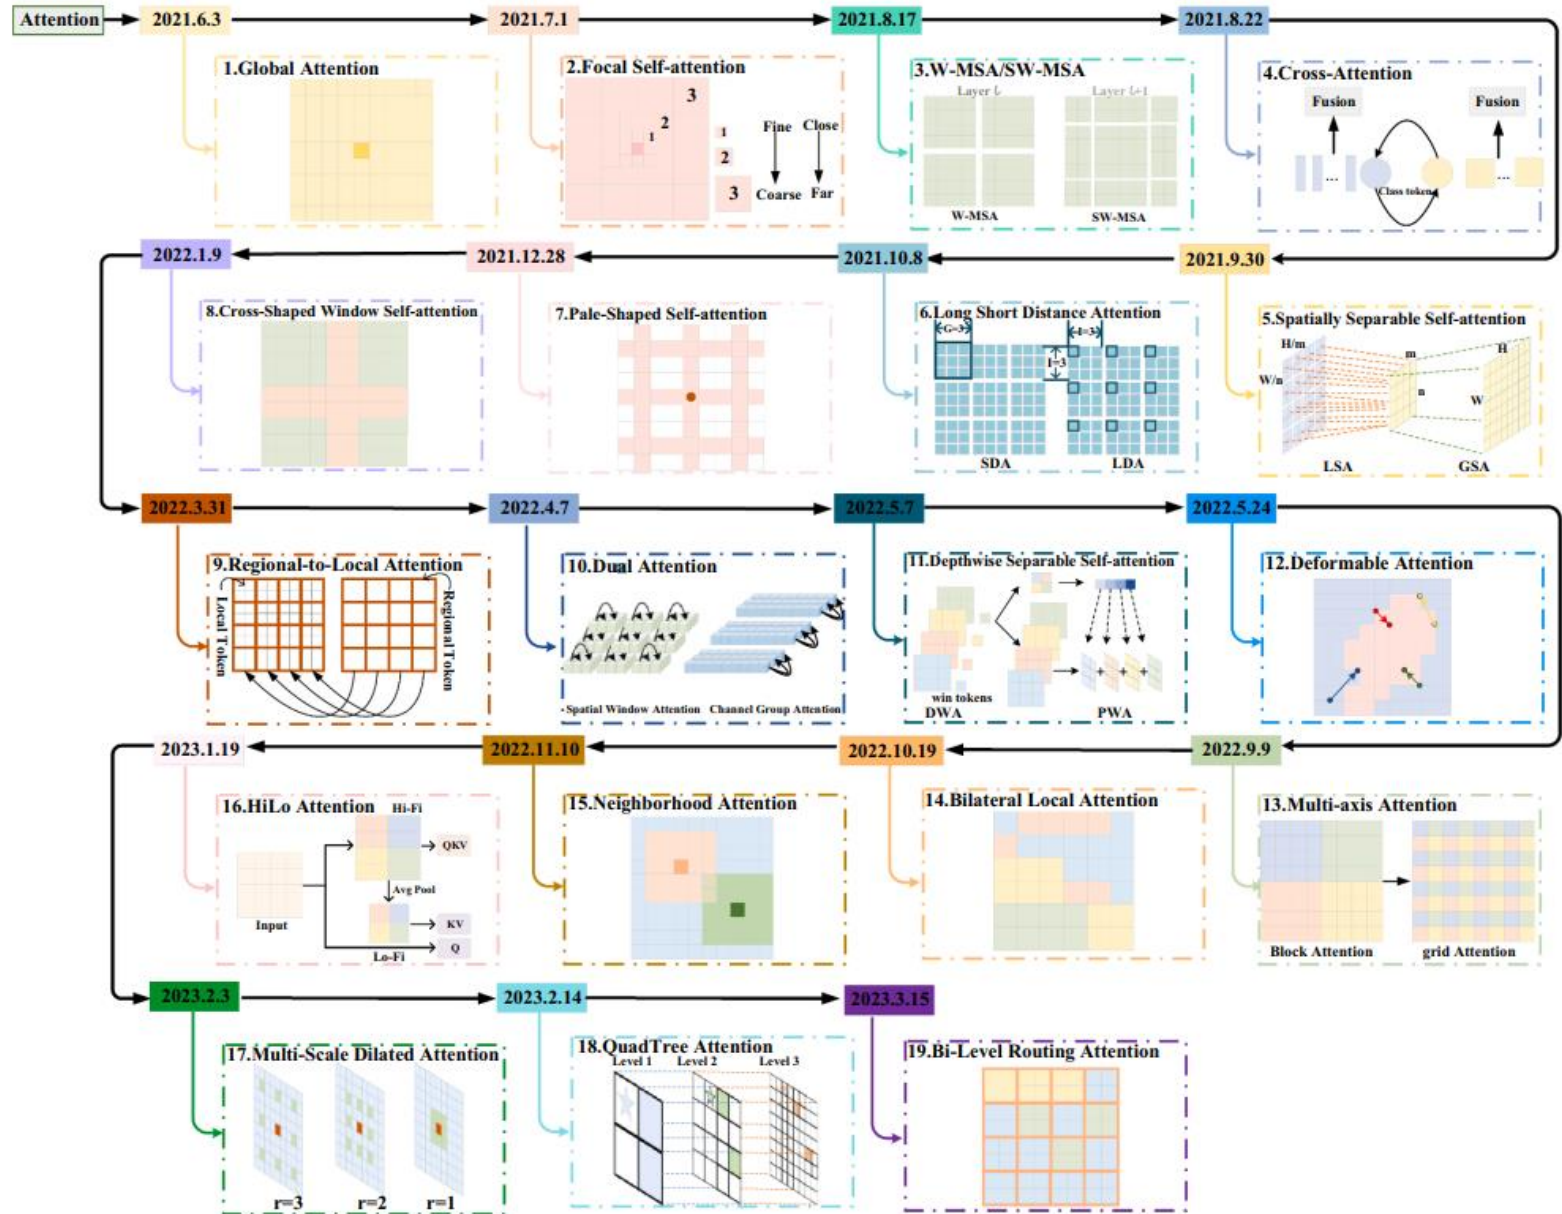 Attention
2021.6.3
2021.7.1
2021.8.17
2021.8.22
1.Global Attention
2.Focal Self-attention
3
2
1
1
2
3
Fine
Close
Coarse
Far
3.W-MSA/SW-MSA
Layer l
Layer l+1
W-MSA
SW-MSA
4.Cross-Attention
Fusion
Fusion
...
Class token
...
2022.1.9
2021.12.28
2021.10.8
2021.9.30
8.Cross-Shaped Window Self-attention
7.Pale-Shaped Self-attention
6.Long Short Distance Attention
G=3
I=3
I=3
SDA
LDA
5.Spatially Separable Self-attention
H/m
W/n
m
n
H
W
LSA
GSA
2022.3.31
2022.4.7
2022.5.7
2022.5.24
9.Regional-to-Local Attention
Local Token
Regional Token
10.Dual Attention
Spatial Window Attention
Channel Group Attention
11.Depthwise Separable Self-attention
win tokens
DWA
+
+
+
PWA
12.Deformable Attention
2023.1.19
2022.11.10
2022.10.19
2022.9.9
16.HiLo Attention
Hi-Fi
QKV
Avg Pool
Input
KV
Q
Lo-Fi
15.Neighborhood Attention
14.Bilateral Local Attention
13.Multi-axis Attention
Block Attention
grid Attention
2023.2.3
2023.2.14
2023.3.15
17.Multi-Scale Dilated Attention
r=3
r=2
r=1
18.QuadTree Attention
Level 1
Level 2
Level 3
19.Bi-Level Routing Attention